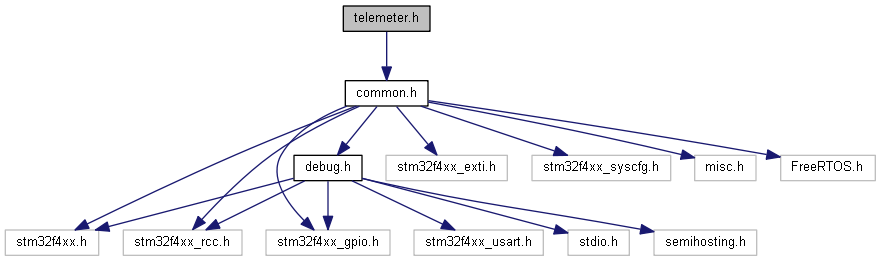 telemeter.h
common.h
debug.h
stm32f4xx_exti.h
stm32f4xx_syscfg.h
misc.h
FreeRTOS.h
stm32f4xx.h
stm32f4xx_rcc.h
stm32f4xx_gpio.h
stm32f4xx_usart.h
stdio.h
semihosting.h